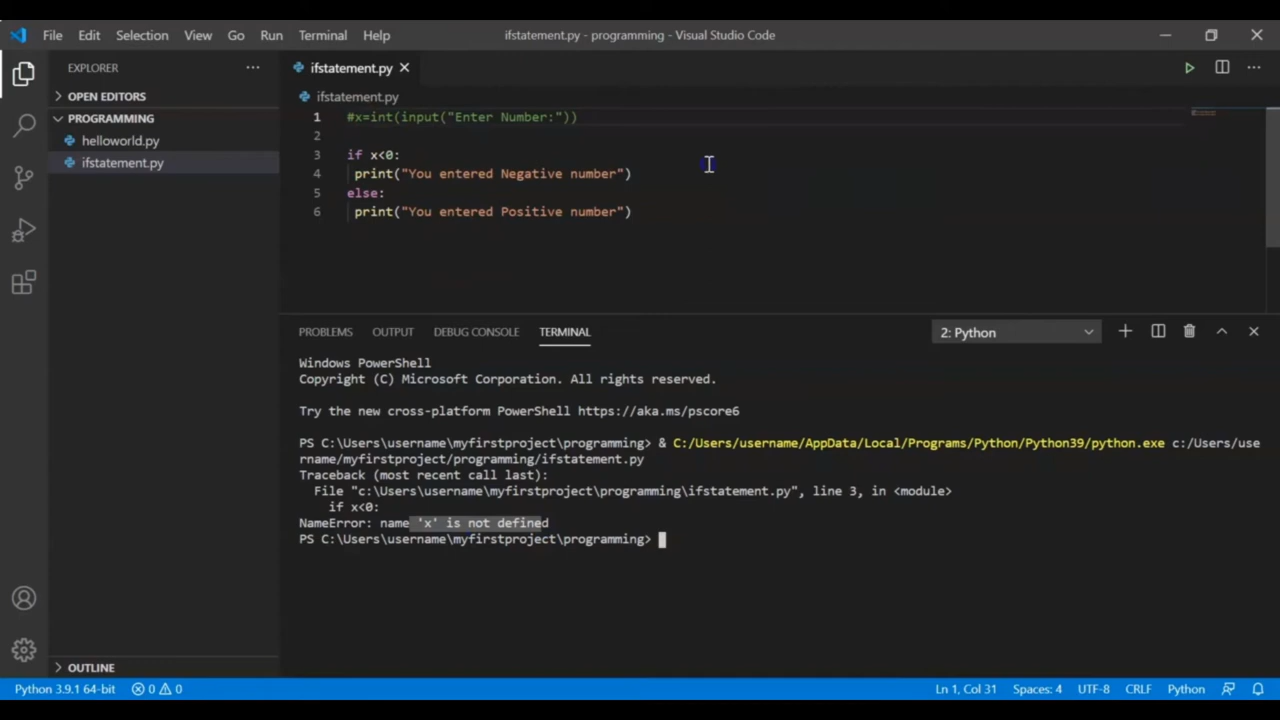 File Edit Selection View Go Run Terminal Help ifstatement.py - programming - Visual Studio Code
EXPLORER
OPEN EDITORS
PROGRAMMING
helloworld.py
ifstatement.py
OUTLINE
ifstatement.py
ifstatement.py
1 #x=int(input("Enter Number:"))
2
3 if x<0:
4 print("You entered Negative number")
5 else:
6 print("You entered Positive number")
PROBLEMS OUTPUT DEBUG CONSOLE TERMINAL 2: Python
Windows PowerShell
Copyright (C) Microsoft Corporation. All rights reserved.
Try the new cross-platform PowerShell https://aka.ms/pscore6
PS C:\Users\username\myfirstproject\programming> & C:/Users/username/AppData/Local/Programs/Python/Python39/python.exe c:/Users/use
rname/myfirstproject/programming/ifstatement.py
Traceback (most recent call last):
File "c:\Users\username\myfirstproject\programming\ifstatement.py", line 3, in <module>
if x<0:
NameError: name 'x' is not defined
PS C:\Users\username\myfirstproject\programming>
Python 3.9.1 64-bit 0 0 Ln 1, Col 31 Spaces: 4 UTF-8 CRLF Python